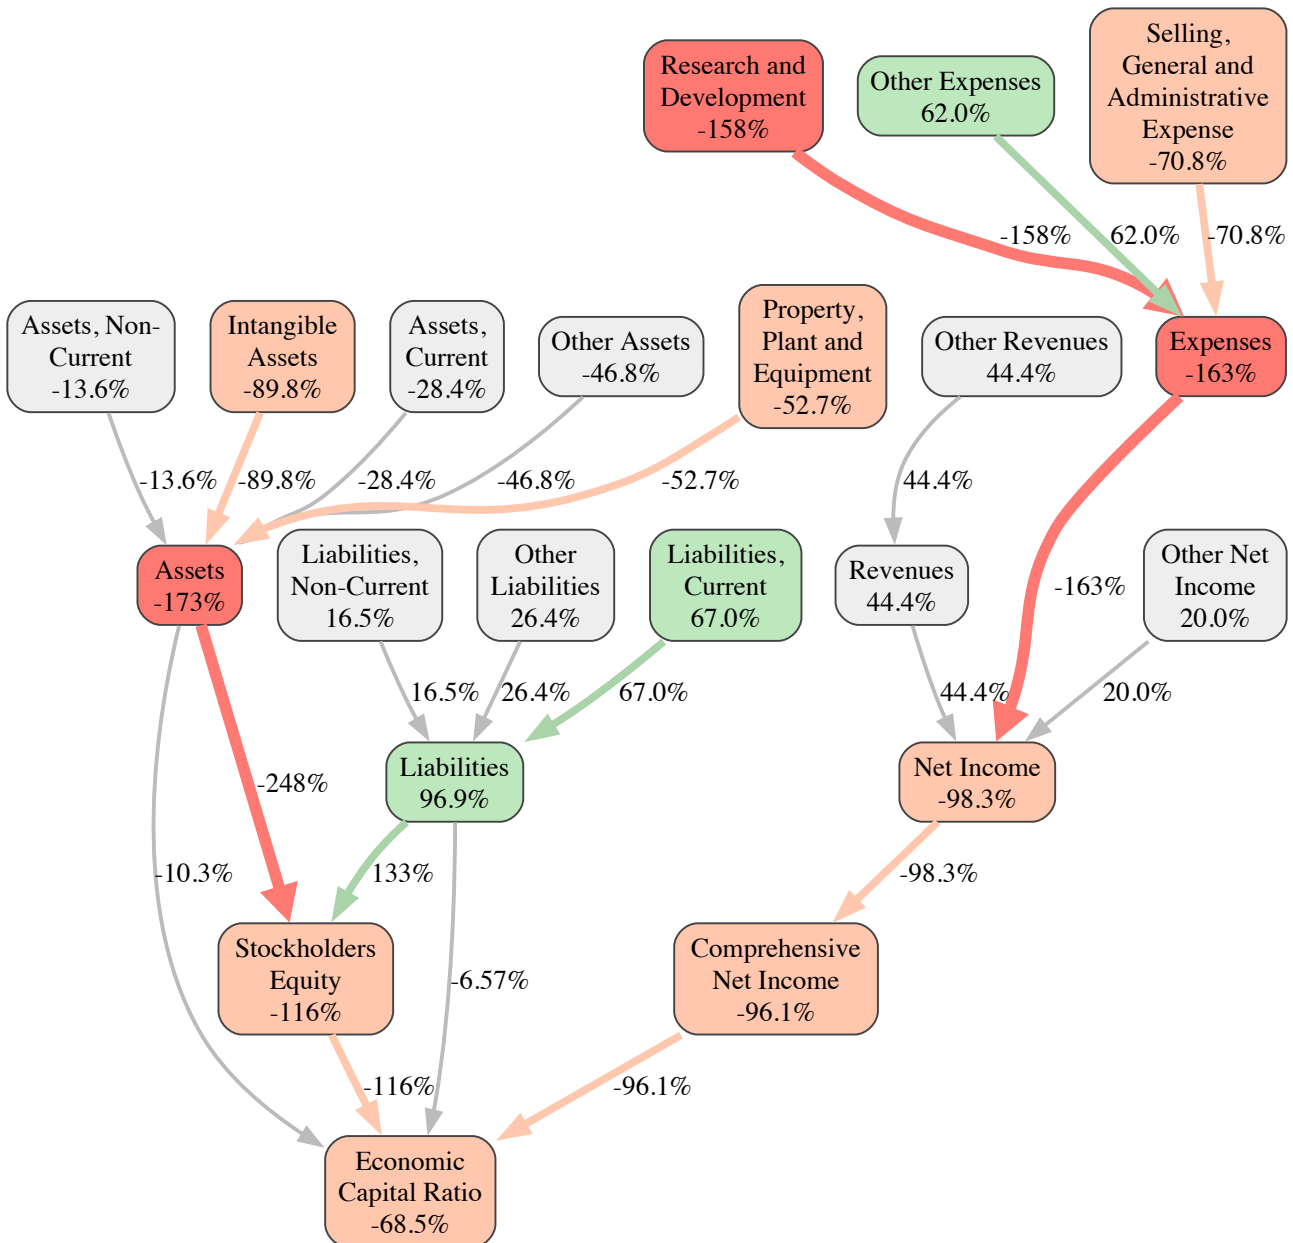 Selling,
General and
Administrative
Expense
-70.8%
Research and
Development
-158%
Other Expenses
62.0%
-158%
62.0%
-70.8%
Assets, Non-
Current
-13.6%
Intangible
Assets
-89.8%
Assets,
Current
-28.4%
Other Assets
-46.8%
Property,
Plant and
Equipment
-52.7%
Other Revenues
44.4%
Expenses
-163%
-13.6%
-89.8%
-28.4%
-46.8%
-52.7%
44.4%
Assets
-173%
Liabilities,
Non-Current
16.5%
Other
Liabilities
26.4%
Liabilities,
Current
67.0%
Revenues
44.4%
-163%
Other Net
Income
20.0%
16.5%
26.4%
67.0%
44.4%
20.0%
-248%
Liabilities
96.9%
Net Income
-98.3%
-10.3%
133%
-98.3%
Stockholders
Equity
-116%
-6.57%
Comprehensive
Net Income
-96.1%
-116%
-96.1%
Economic
Capital Ratio
-68.5%